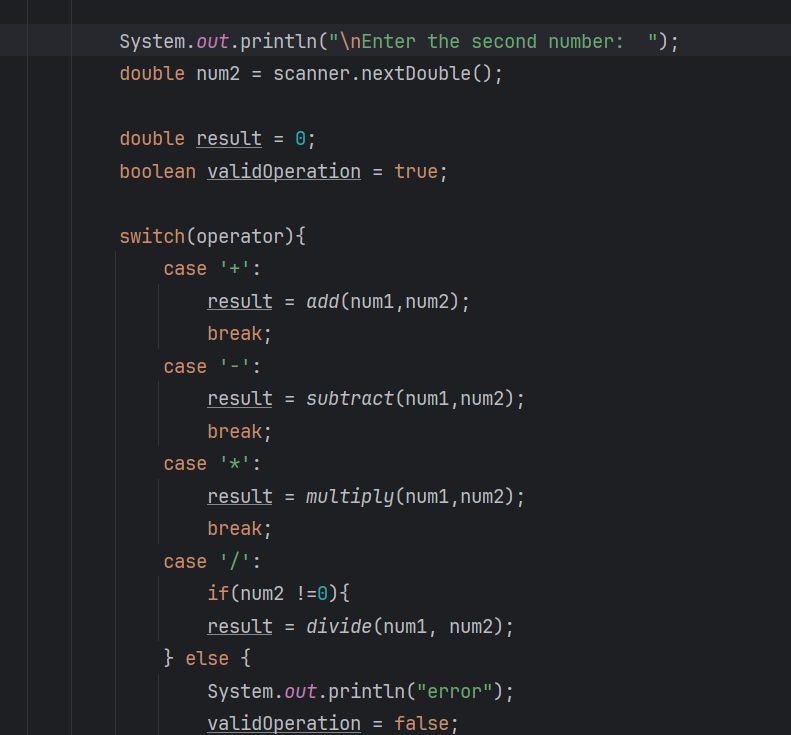 System.out.println("\nEnter the second number:  ");
double num2 = scanner.nextDouble();
double result = 0;
boolean validOperation = true;
switch(operator){
case '+':
result = add(num1,num2);
break;
case '-':
result = subtract(num1,num2);
break;
case '*':
result = multiply(num1,num2);
break;
case '/':
if(num2 !=0){
result = divide(num1, num2);
} else {
System.out.println("error");
validOperation = false;